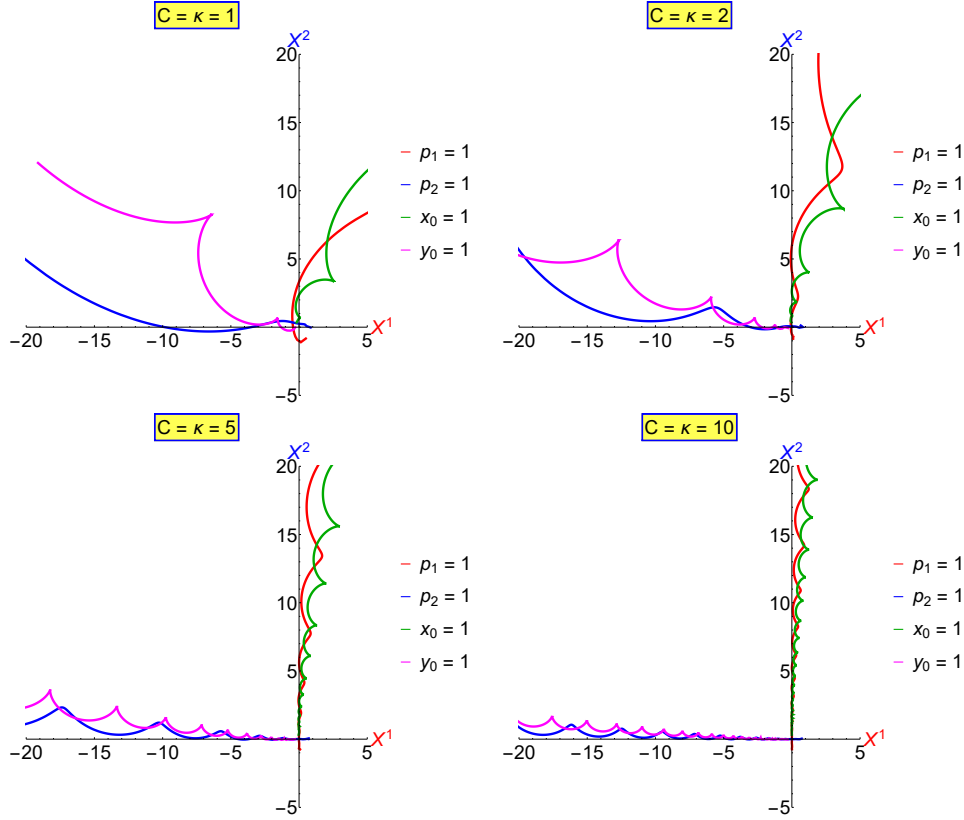 C = κ = 1
X²
20
15
10
5
-5
-20 -15 -10 -5 0 5
X¹
p₁ = 1
p₂ = 1
x₀ = 1
y₀ = 1
C = κ = 2
X²
20
15
10
5
-5
-20 -15 -10 -5 0 5
X¹
p₁ = 1
p₂ = 1
x₀ = 1
y₀ = 1
C = κ = 5
X²
20
15
10
5
-5
-20 -15 -10 -5 0 5
X¹
p₁ = 1
p₂ = 1
x₀ = 1
y₀ = 1
C = κ = 10
X²
20
15
10
5
-5
-20 -15 -10 -5 0 5
X¹
p₁ = 1
p₂ = 1
x₀ = 1
y₀ = 1